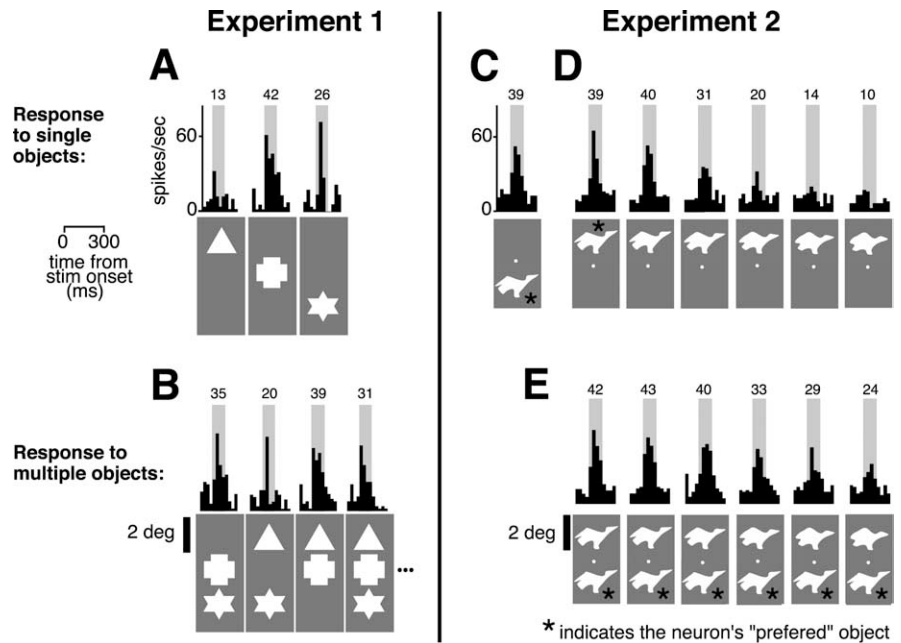 Experiment 1
Experiment 2
A
C
D
Response
to single
objects:
13 42 26
39
39 40 31 20 14 10
60
0
spikes/sec
60
0
0 300
time from
stim onset
(ms)
*
*
B
E
35 20 39 31
42 43 40 33 29 24
Response to
multiple objects:
2 deg
...
2 deg
* * * * * *
* indicates the neuron's "prefered" object